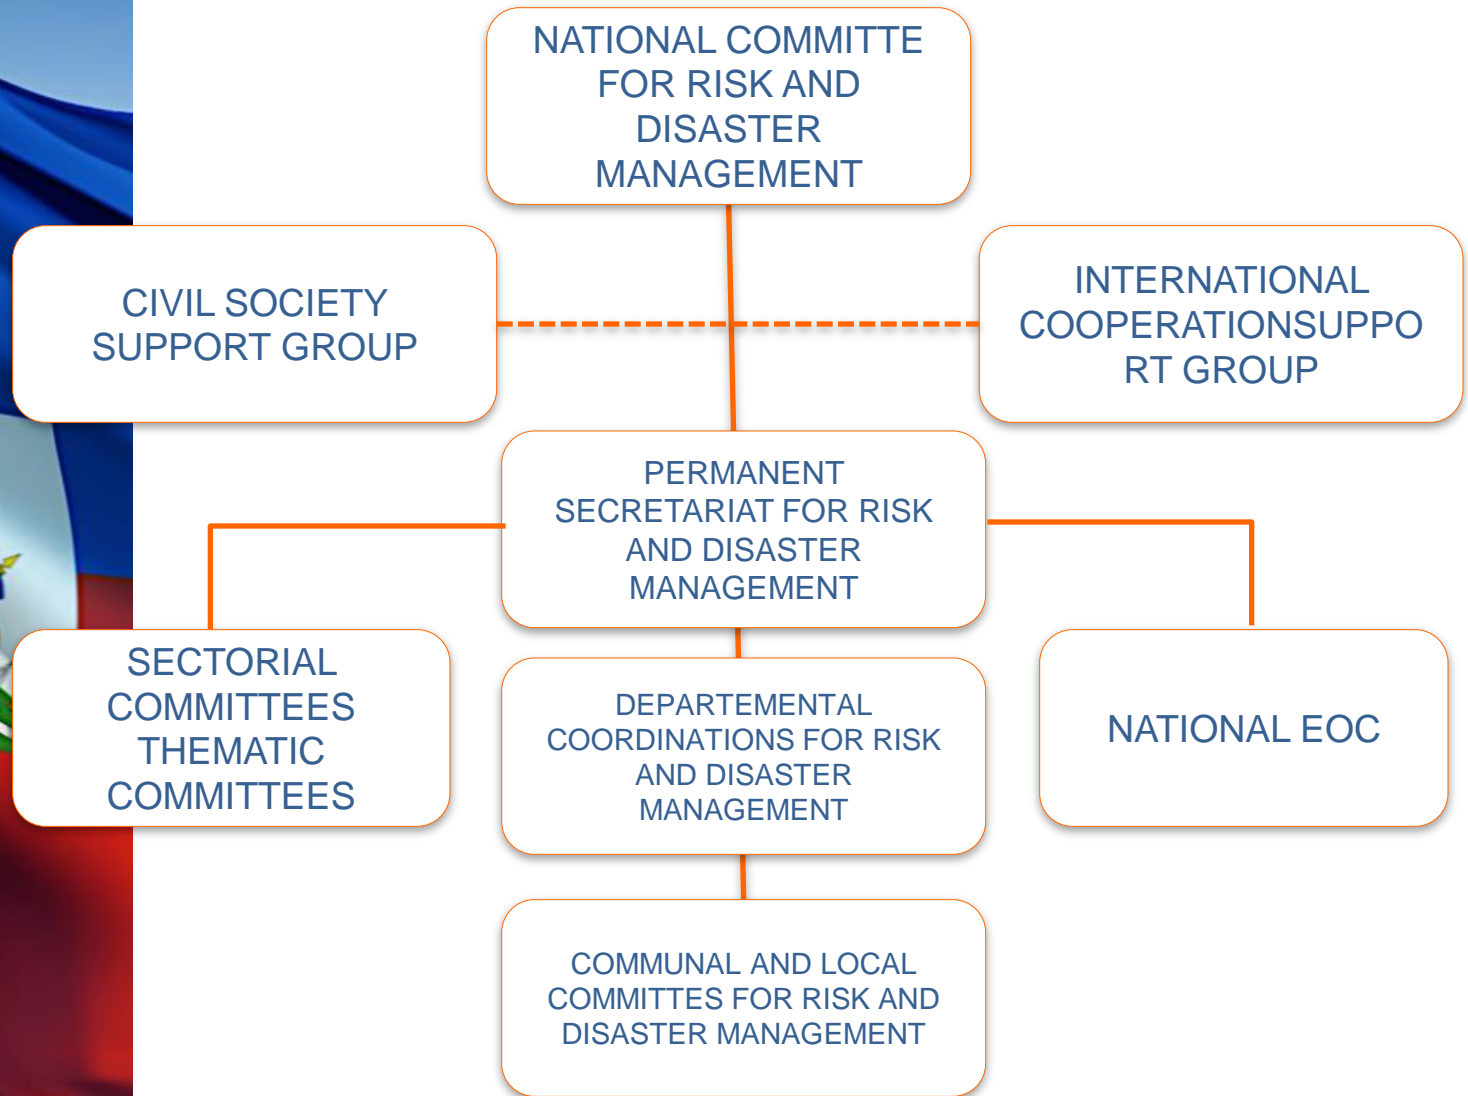 NATIONAL COMMITTE
FOR RISK AND
DISASTER
MANAGEMENT
CIVIL SOCIETY
SUPPORT GROUP
INTERNATIONAL
COOPERATIONSUPPO
RT GROUP
PERMANENT
SECRETARIAT FOR RISK
AND DISASTER
MANAGEMENT
SECTORIAL
COMMITTEES
THEMATIC
COMMITTEES
DEPARTEMENTAL
COORDINATIONS FOR RISK
AND DISASTER
MANAGEMENT
NATIONAL EOC
COMMUNAL AND LOCAL
COMMITTES FOR RISK AND
DISASTER MANAGEMENT